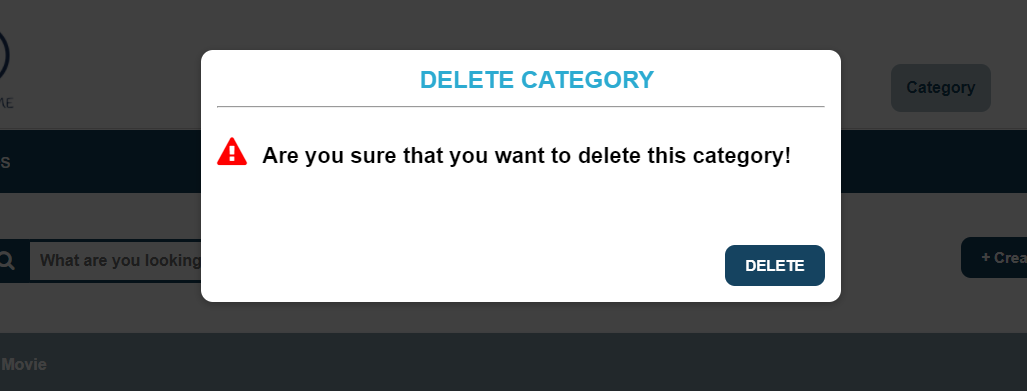 DELETE CATEGORY
Category
Are you sure that you want to delete this category!
What are you looking
+ Crea
DELETE
Movie